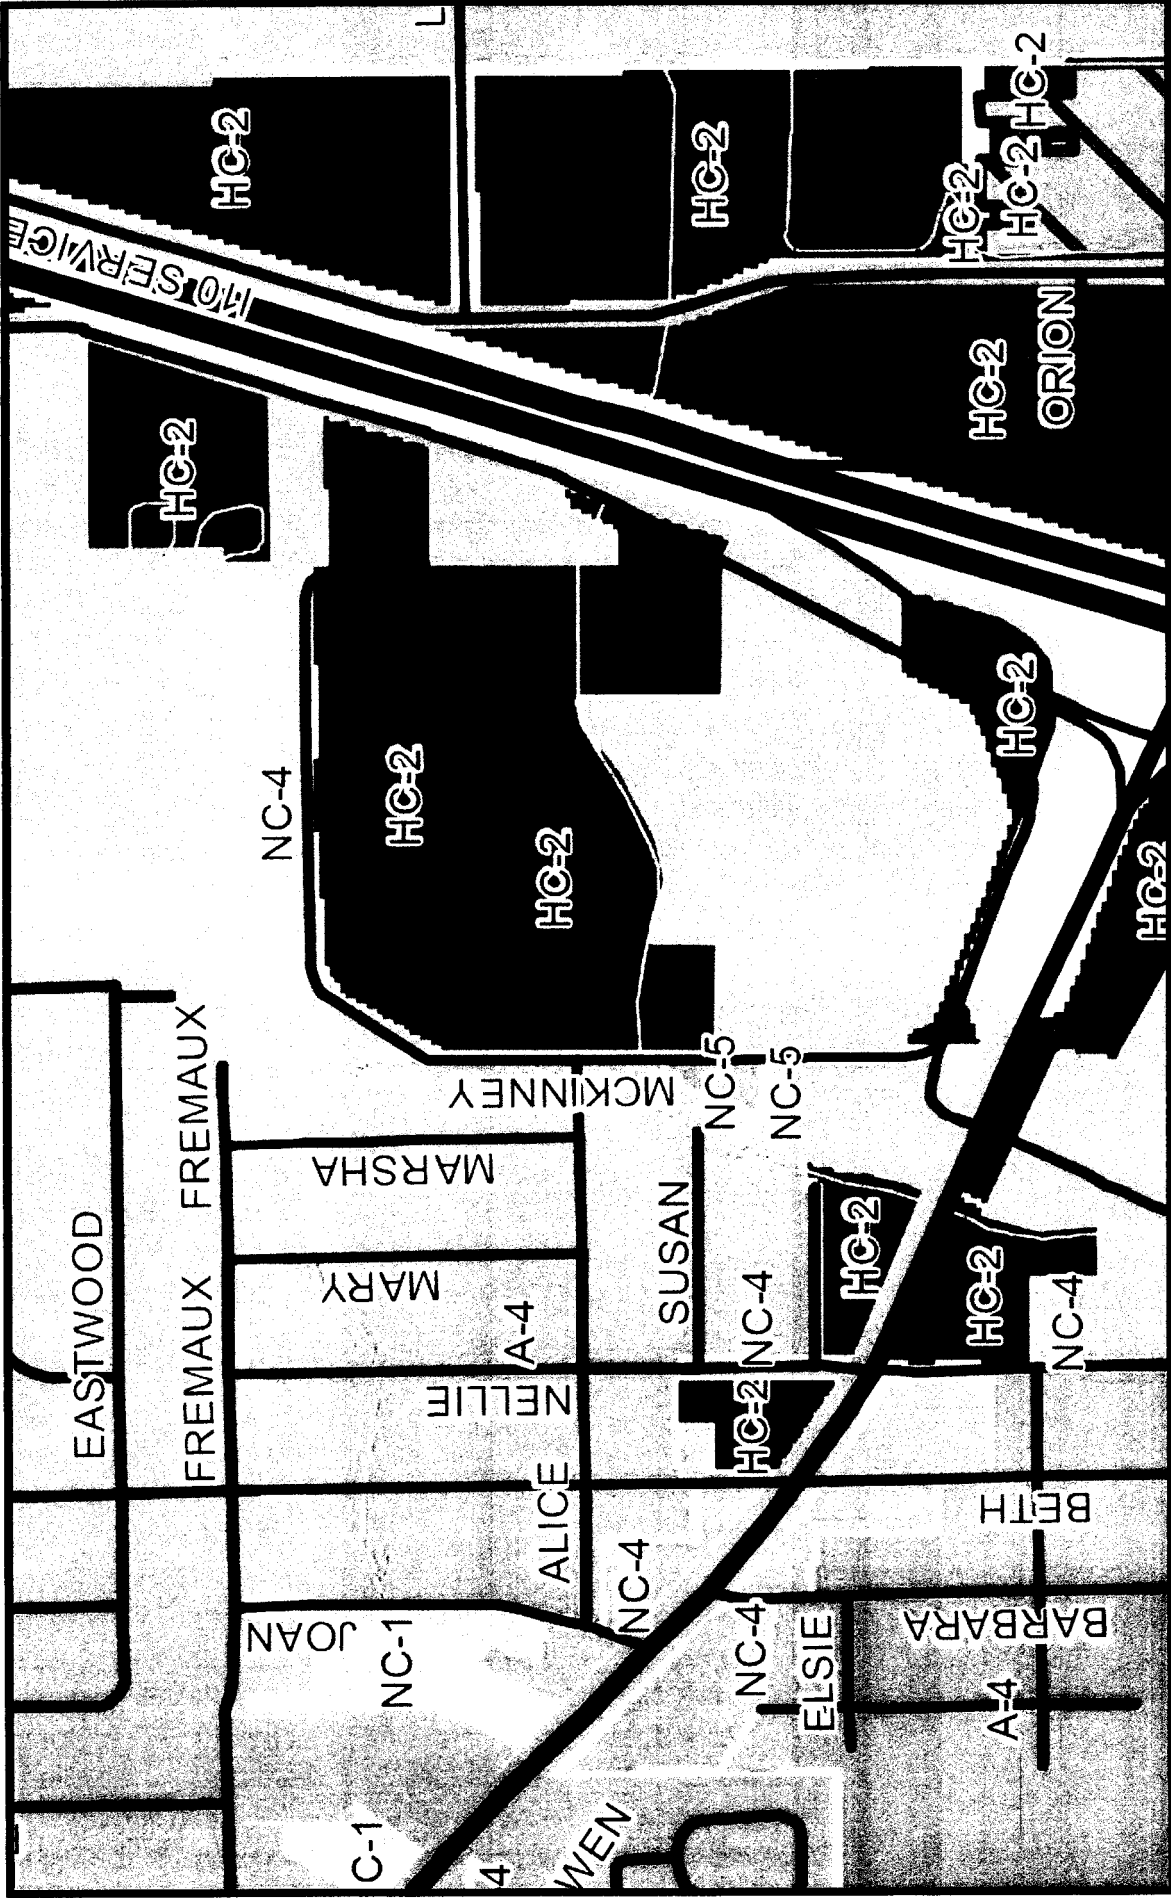 EASTWOOD
FREMAUX
FREMAUX
JOAN
NC-1
C-1
4
WEN
ALICE
NC-4
NELLIE
A-4
MARY
MARSHA
MCKINNEY
SUSAN
NC-5
NC-5
NC-4
HC-2
HC-2
HC-2
NC-4
BETH
BARBARA
ELSIE
NC-4
A-4
NC-4
HC-2
HC-2
HC-2
HC-2
HC-2
I10 SERVICE
HC-2
HC-2
HC-2
ORION
HC-2
HC-2
HC-2
L